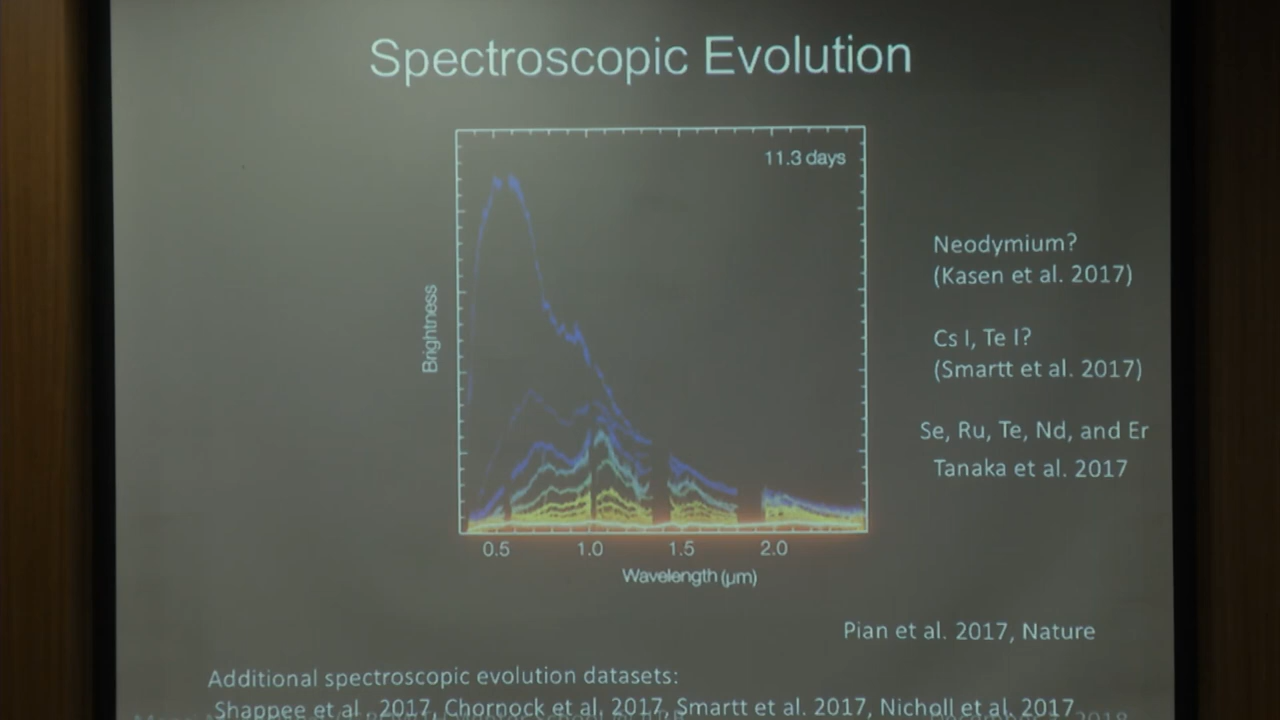 Spectroscopic Evolution
11.3 days
Brightness
0.5 1.0 1.5 2.0
Wavelength (μm)
Neodymium?
(Kasen et al. 2017)
Cs I, Te I?
(Smartt et al. 2017)
Se, Ru, Te, Nd, and Er
Tanaka et al. 2017
Pian et al. 2017, Nature
Additional spectroscopic evolution datasets:
Shappee et al. 2017, Chornock et al. 2017, Smartt et al. 2017, Nicholl et al. 2017